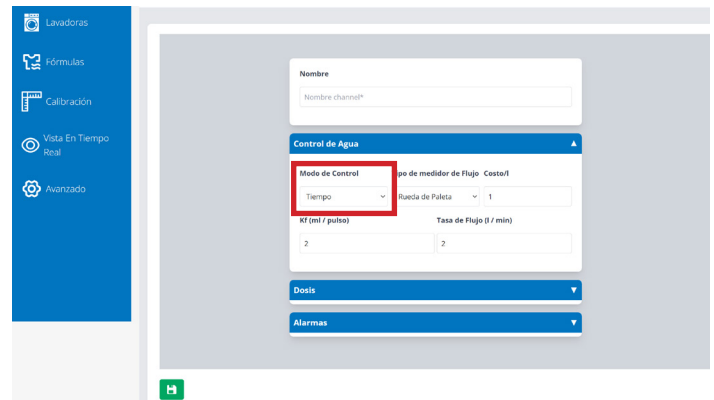 Lavadoras
Fórmulas
Calibración
Vista En Tiempo
Real
Avanzado
Nombre
Nombre channel*
Control de Agua
Modo de Control
po de medidor de Flujo
Costo/l
Tiempo
Rueda de Paleta
1
Kf (ml / pulso)
Tasa de Flujo (l / min)
2
2
Dosis
Alarmas